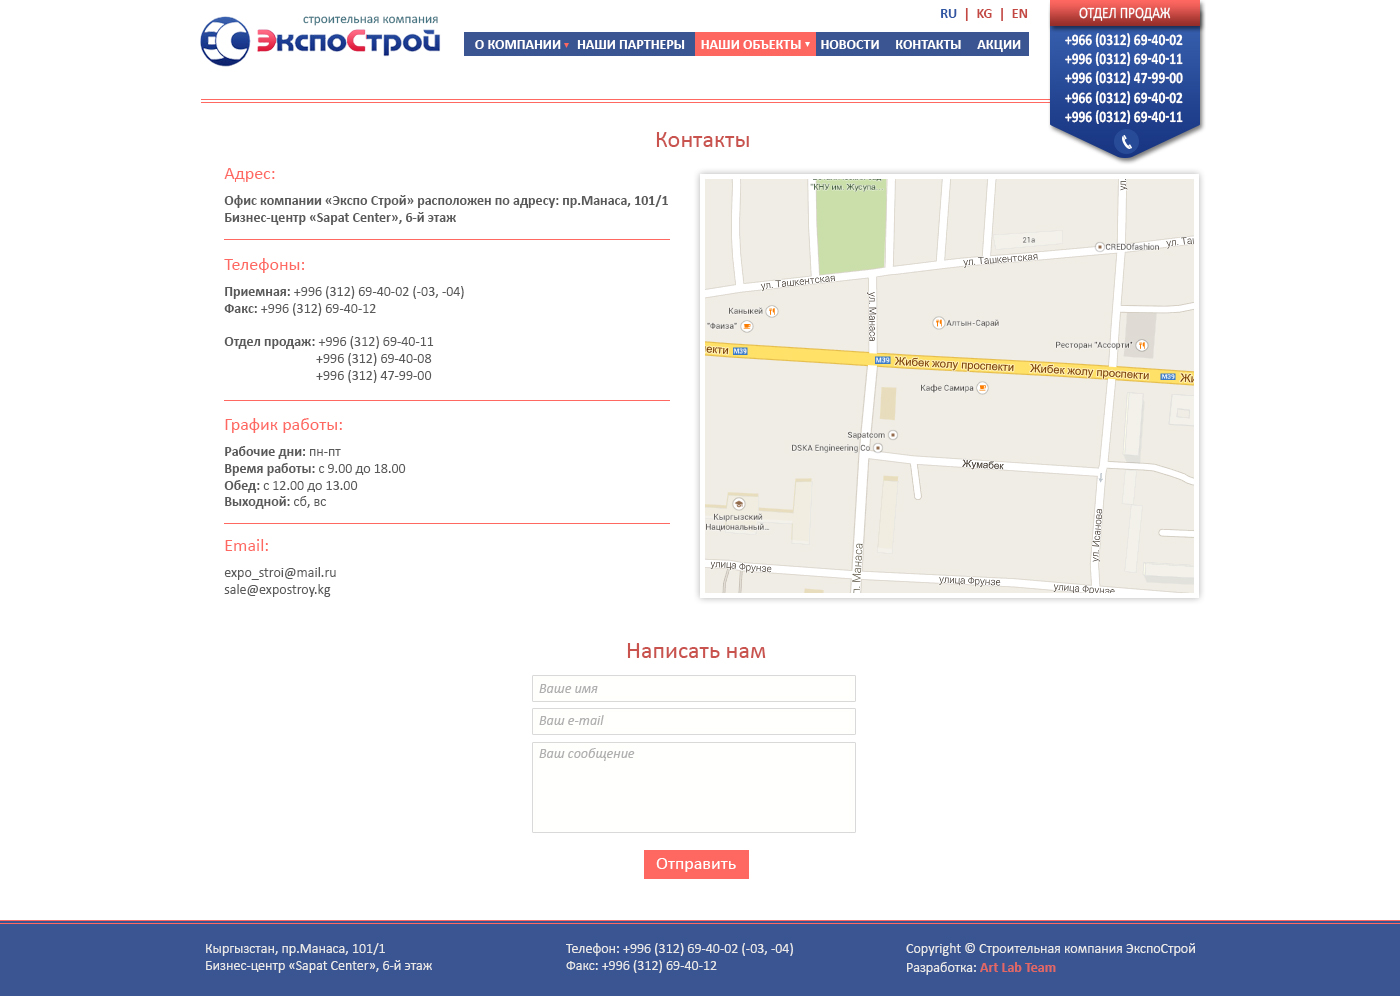 строительная компания
ЭкспоСтрой
RU | KG | EN
О КОМПАНИИ НАШИ ПАРТНЕРЫ НАШИ ОБЪЕКТЫ НОВОСТИ КОНТАКТЫ АКЦИИ
ОТДЕЛ ПРОДАЖ
+966 (0312) 69-40-02
+996 (0312) 69-40-11
+996 (0312) 47-99-00
+966 (0312) 69-40-02
+996 (0312) 69-40-11
Контакты
Адрес:
Офис компании «Экспо Строй» расположен по адресу: пр.Манаса, 101/1
Бизнес-центр «Sapat Center», 6-й этаж
Телефоны:
Приемная: +996 (312) 69-40-02 (-03, -04)
Факс: +996 (312) 69-40-12
Отдел продаж: +996 (312) 69-40-11
+996 (312) 69-40-08
+996 (312) 47-99-00
График работы:
Рабочие дни: пн-пт
Время работы: с 9.00 до 18.00
Обед: с 12.00 до 13.00
Выходной: сб, вс
Email:
expo_stroi@mail.ru
sale@expostroy.kg
"КНУ им. Жусупа...
ул.
21а
CREDOfashion
ул. Таш
ул. Ташкентская
ул. Ташкентская
ул. Манаса
Каныкей
"Фаиза"
Алтын-Сарай
Ресторан "Ассорти"
екти M39
M39 Жибек жолу проспекти
Жибек жолу проспекти M39 Жи
Кафе Самира
Sapatcom
DSKA Engineering Co
Жумабек
Кыргызский
Национальный...
ул. Исанова
. Манаса
улица Фрунзе
улица Фрунзе
улица Фрунзе
Написать нам
Ваше имя
Ваш e-mail
Ваш сообщение
Отправить
Кыргызстан, пр.Манаса, 101/1
Бизнес-центр «Sapat Center», 6-й этаж
Телефон: +996 (312) 69-40-02 (-03, -04)
Факс: +996 (312) 69-40-12
Copyright © Строительная компания ЭкспоСтрой
Разработка: Art Lab Team